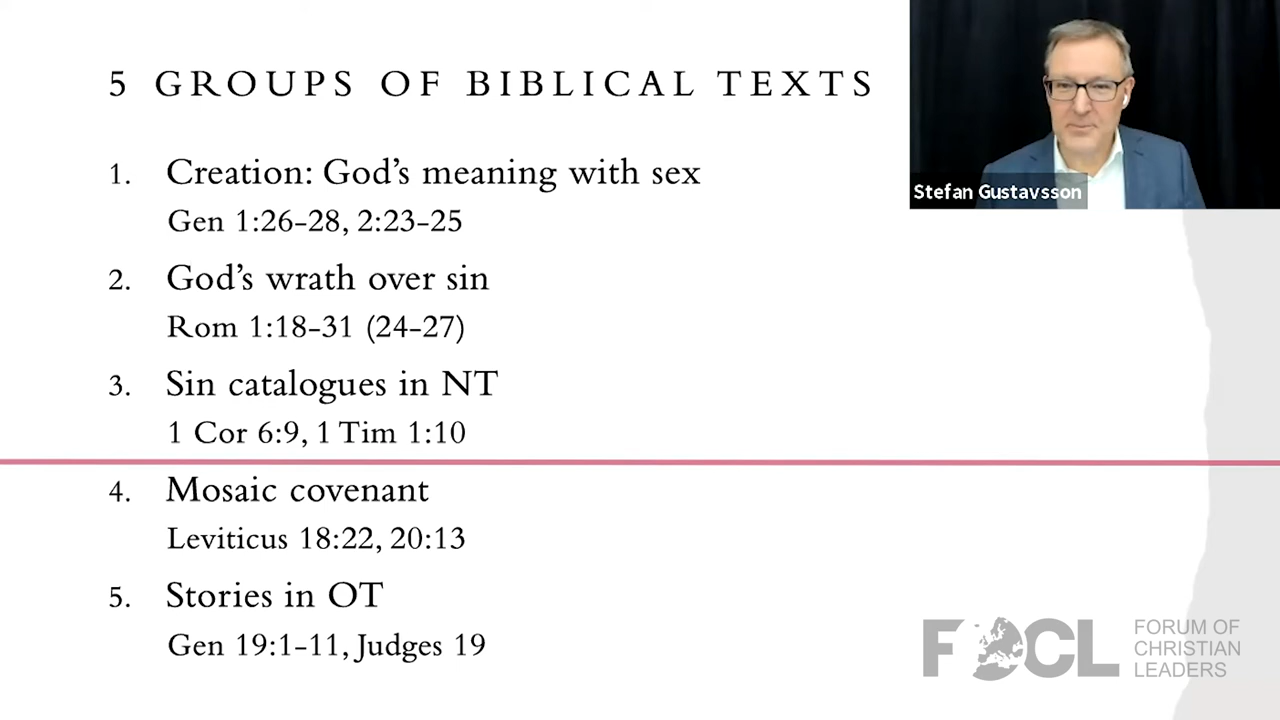 5 GROUPS OF BIBLICAL TEXTS
1. Creation: God's meaning with sex
Gen 1:26-28, 2:23-25
2. God's wrath over sin
Rom 1:18-31 (24-27)
3. Sin catalogues in NT
1 Cor 6:9, 1 Tim 1:10
4. Mosaic covenant
Leviticus 18:22, 20:13
5. Stories in OT
Gen 19:1-11, Judges 19
Stefan Gustavsson
FOCL
FORUM OF
CHRISTIAN
LEADERS